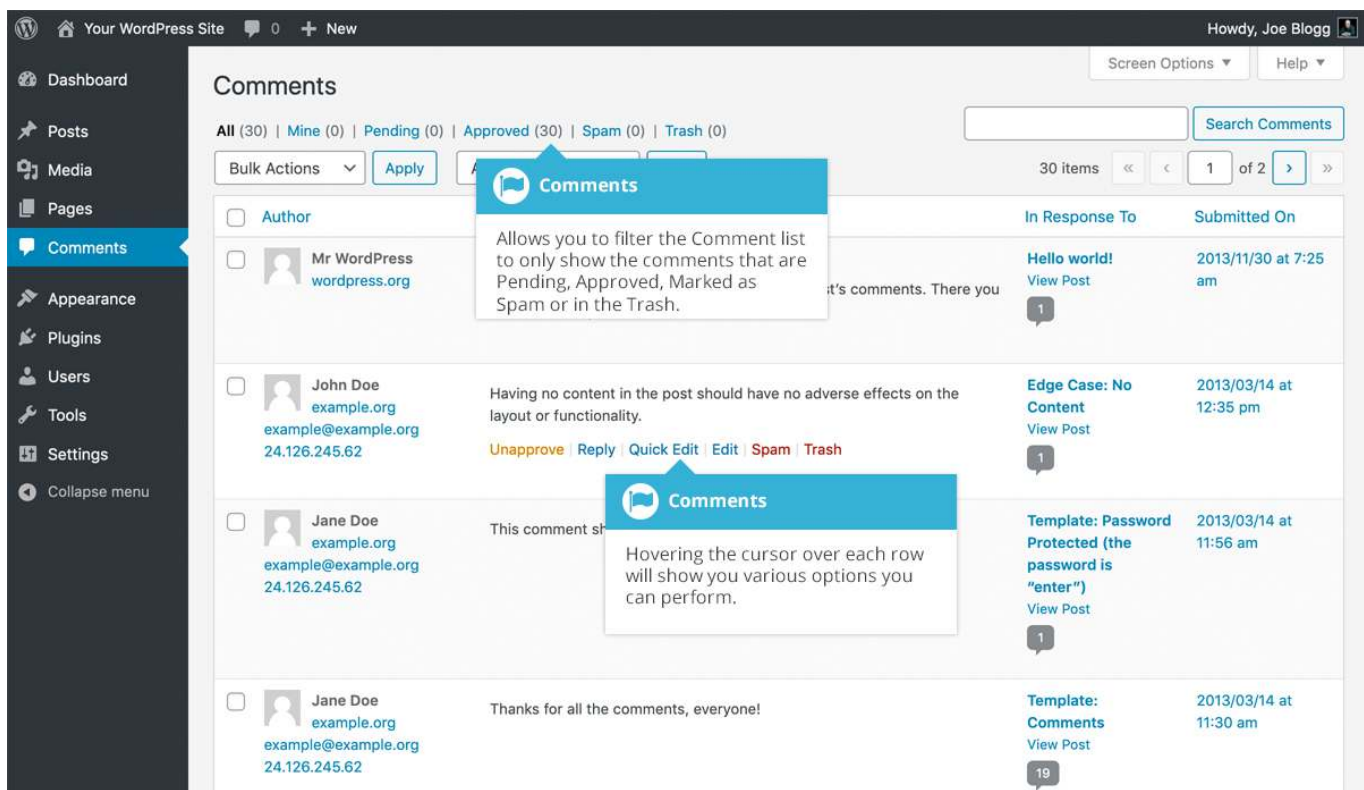 Your WordPress Site 0 + New
Howdy, Joe Blogg
Dashboard
Posts
Media
Pages
Comments
Appearance
Plugins
Users
Tools
Settings
Collapse menu
Screen Options ▼ Help ▼
Comments
All (30) | Mine (0) | Pending (0) | Approved (30) | Spam (0) | Trash (0)
Search Comments
Bulk Actions Apply
30 items « ‹ 1 of 2 › »
Comments
Allows you to filter the Comment list
to only show the comments that are
Pending, Approved, Marked as
Spam or in the Trash.
Author
In Response To
Submitted On
Mr WordPress
wordpress.org
comments. There you
Hello world!
View Post
1
2013/11/30 at 7:25
am
John Doe
example.org
example@example.org
24.126.245.62
Having no content in the post should have no adverse effects on the
layout or functionality.
Unapprove | Reply | Quick Edit | Edit | Spam | Trash
Edge Case: No
Content
View Post
1
2013/03/14 at
12:35 pm
Comments
Hovering the cursor over each row
will show you various options you
can perform.
Jane Doe
example.org
example@example.org
24.126.245.62
This comment
Template: Password
Protected (the
password is
“enter”)
View Post
1
2013/03/14 at
11:56 am
Jane Doe
example.org
example@example.org
24.126.245.62
Thanks for all the comments, everyone!
Template:
Comments
View Post
19
2013/03/14 at
11:30 am